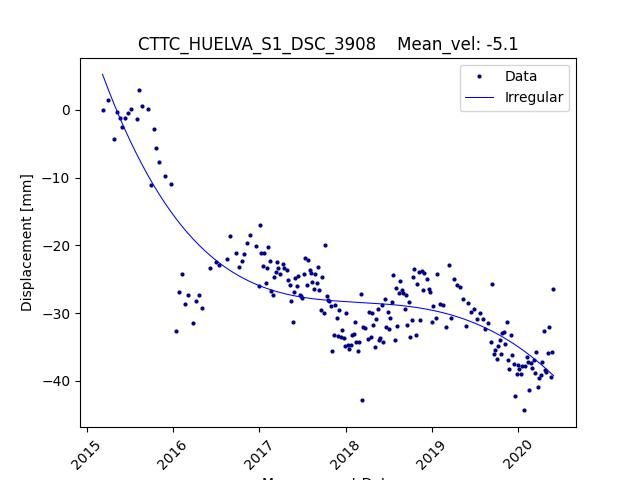 CTTC_HUELVA_S1_DSC_3908 Mean_vel: -5.1
Data
Irregular
Displacement [mm]
0
−10
−20
−30
−40
2015
2016
2017
2018
2019
2020